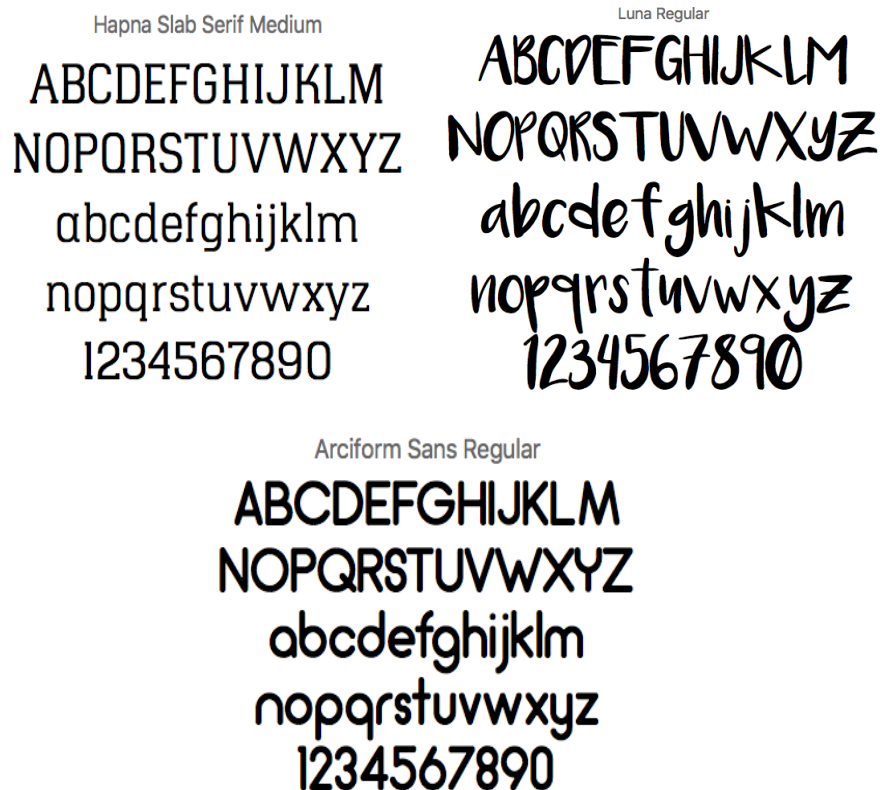 Hapna Slab Serif Medium
ABCDEFGHIJKLM
NOPQRSTUVWXYZ
abcdefghijklm
nopqrstuvwxyz
1234567890
Luna Regular
ABCDEFGHIJKLM
NOPQRSTUVWXYZ
abcdefghijklm
nopqrstuvwxyz
1234567890
Arciform Sans Regular
ABCDEFGHIJKLM
NOPQRSTUVWXYZ
abcdefghijklm
nopqrstuvwxyz
1234567890